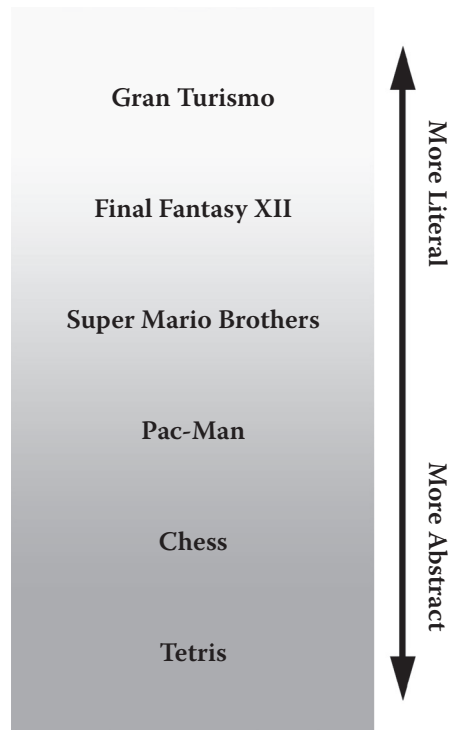 Gran Turismo
Final Fantasy XII
Super Mario Brothers
Pac-Man
Chess
Tetris
More Literal
More Abstract